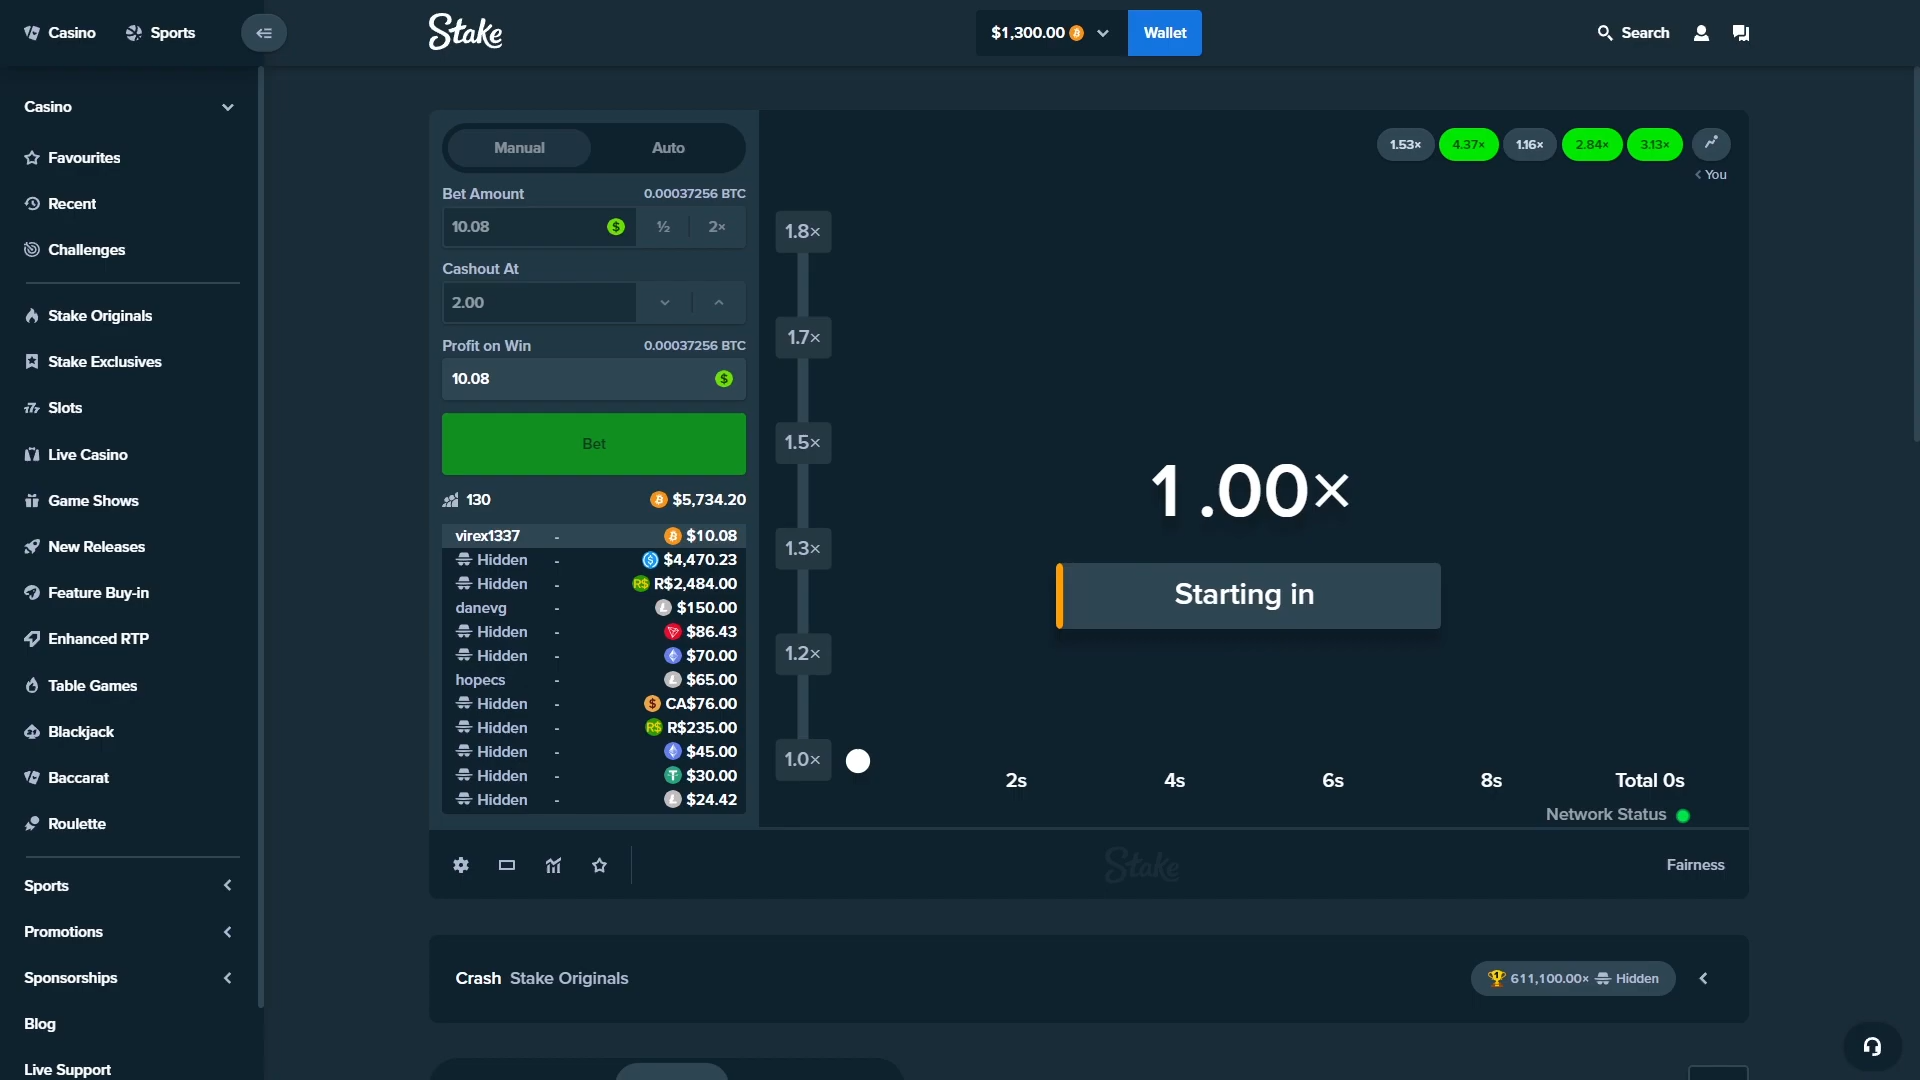 Casino
Sports
Stake
$1,300.00
Wallet
Search
Casino
Favourites
Recent
Challenges
Stake Originals
Stake Exclusives
Slots
Live Casino
Game Shows
New Releases
Feature Buy-in
Enhanced RTP
Table Games
Blackjack
Baccarat
Roulette
Sports
Promotions
Sponsorships
Blog
Live Support
Manual
Auto
Bet Amount
0.00037256 BTC
10.08
½
2×
Cashout At
2.00
Profit on Win
0.00037256 BTC
10.08
Bet
130
$5,734.20
virex1337 - $10.08
Hidden - $4,470.23
Hidden - R$2,484.00
danevg - $150.00
Hidden - $86.43
Hidden - $70.00
hopecs - $65.00
Hidden - CA$76.00
Hidden - R$235.00
Hidden - $45.00
Hidden - $30.00
Hidden - $24.42
1.53×
4.37×
1.16×
2.84×
3.13×
You
1.8×
1.7×
1.5×
1.3×
1.2×
1.0×
1.00×
Starting in
2s
4s
6s
8s
Total 0s
Network Status
Stake
Fairness
Crash Stake Originals
611,100.00× Hidden